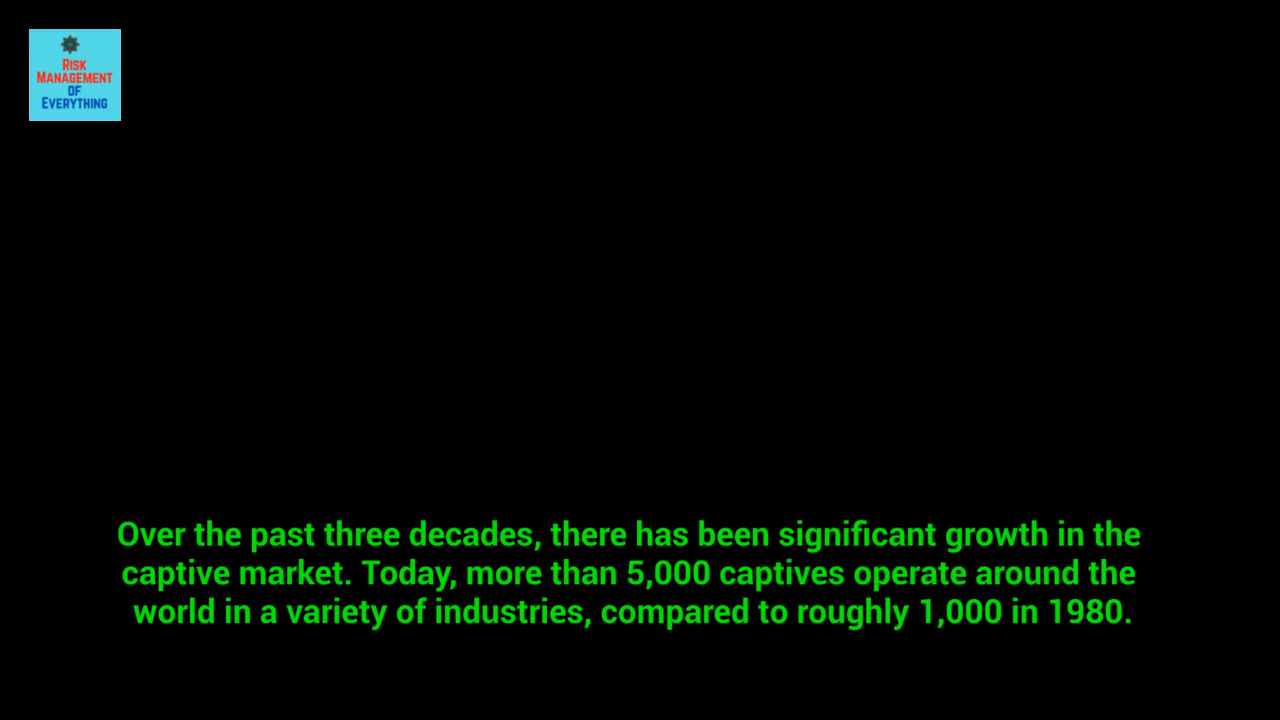 RISK
MANAGEMENT
OF
EVERYTHING
Over the past three decades, there has been significant growth in the
captive market. Today, more than 5,000 captives operate around the
world in a variety of industries, compared to roughly 1,000 in 1980.